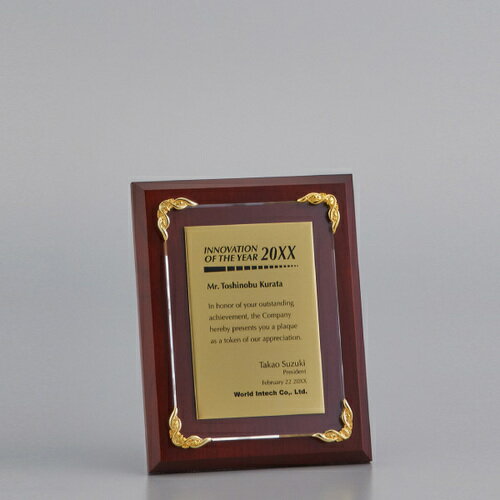 INNOVATION
OF THE YEAR 20XX
Mr. Toshinobu Kurata
In honor of your outstanding
achievement, the Company
hereby presents you a plaque
as a token of our appreciation.
Takao Suzuki
President
February 22 20XX
World Intech Co,. Ltd.